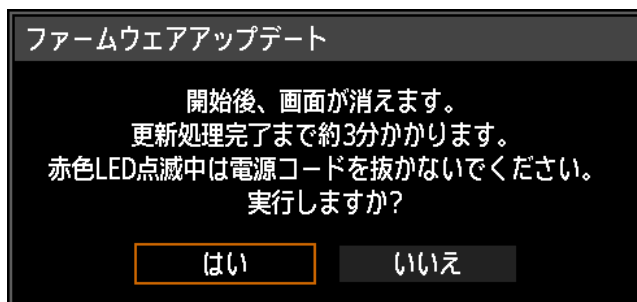 ファームウェアアップデート
開始後、画面が消えます。
更新処理完了まで約3分かかります。
赤色LED点滅中は電源コードを抜かないでください。
実行しますか?
はい
いいえ